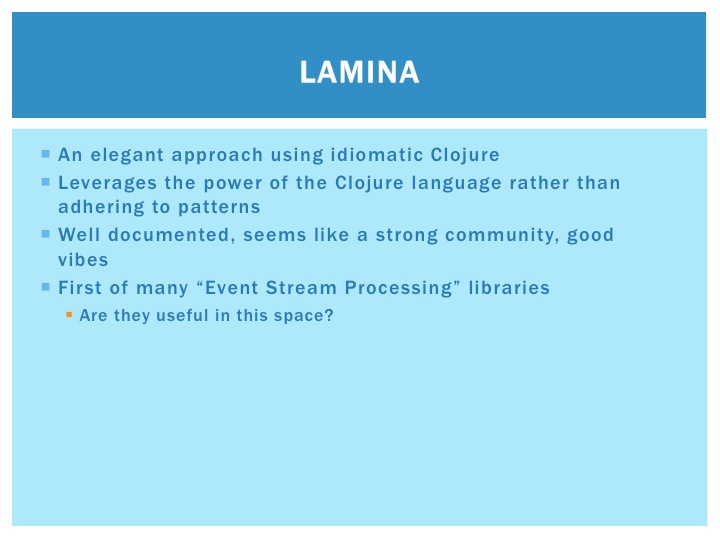 LAMINA
An elegant approach using idiomatic Clojure
Leverages the power of the Clojure language rather than
adhering to patterns
Well documented, seems like a strong community, good
vibes
First of many “Event Stream Processing” libraries
Are they useful in this space?